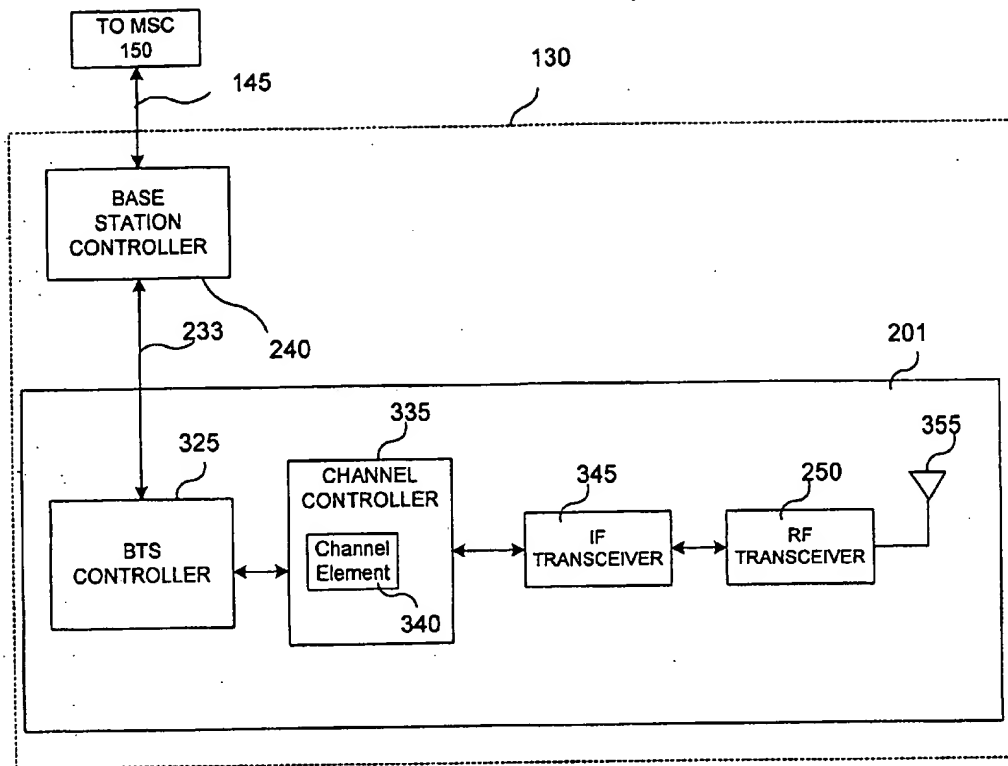 TO MSC
150
145
130
BASE
STATION
CONTROLLER
233
240
201
325
335
355
CHANNEL
CONTROLLER
345
250
BTS
CONTROLLER
Channel
Element
340
IF
TRANSCEIVER
RF
TRANSCEIVER